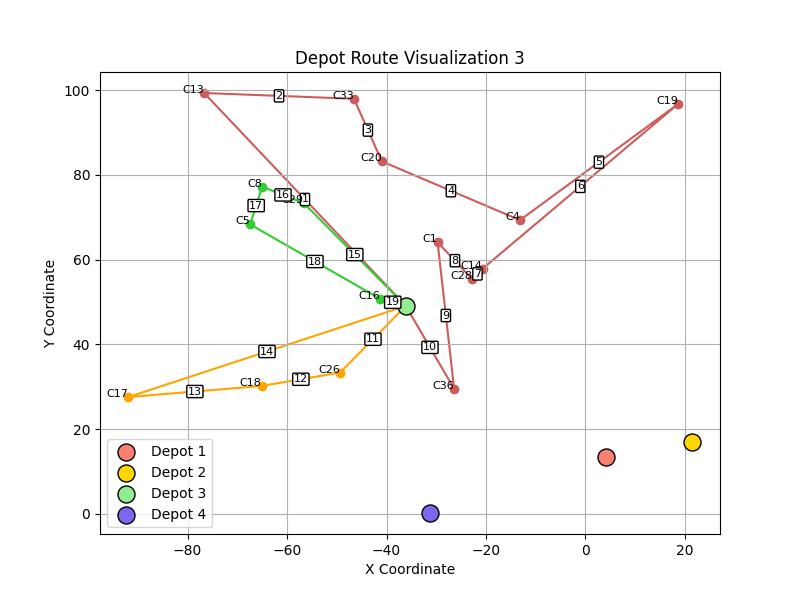 Depot Route Visualization 3
Y Coordinate
100
80
60
40
20
0
C13
2
C33
3
C20
C19
5
4
6
C4
C8
16
C29
1
17
C5
15
18
C1
8
C14
C28
7
C16
19
9
11
10
14
C26
12
C18
C36
13
C17
Depot 1
Depot 2
Depot 3
Depot 4
−80
−60
−40
−20
0
20
X Coordinate